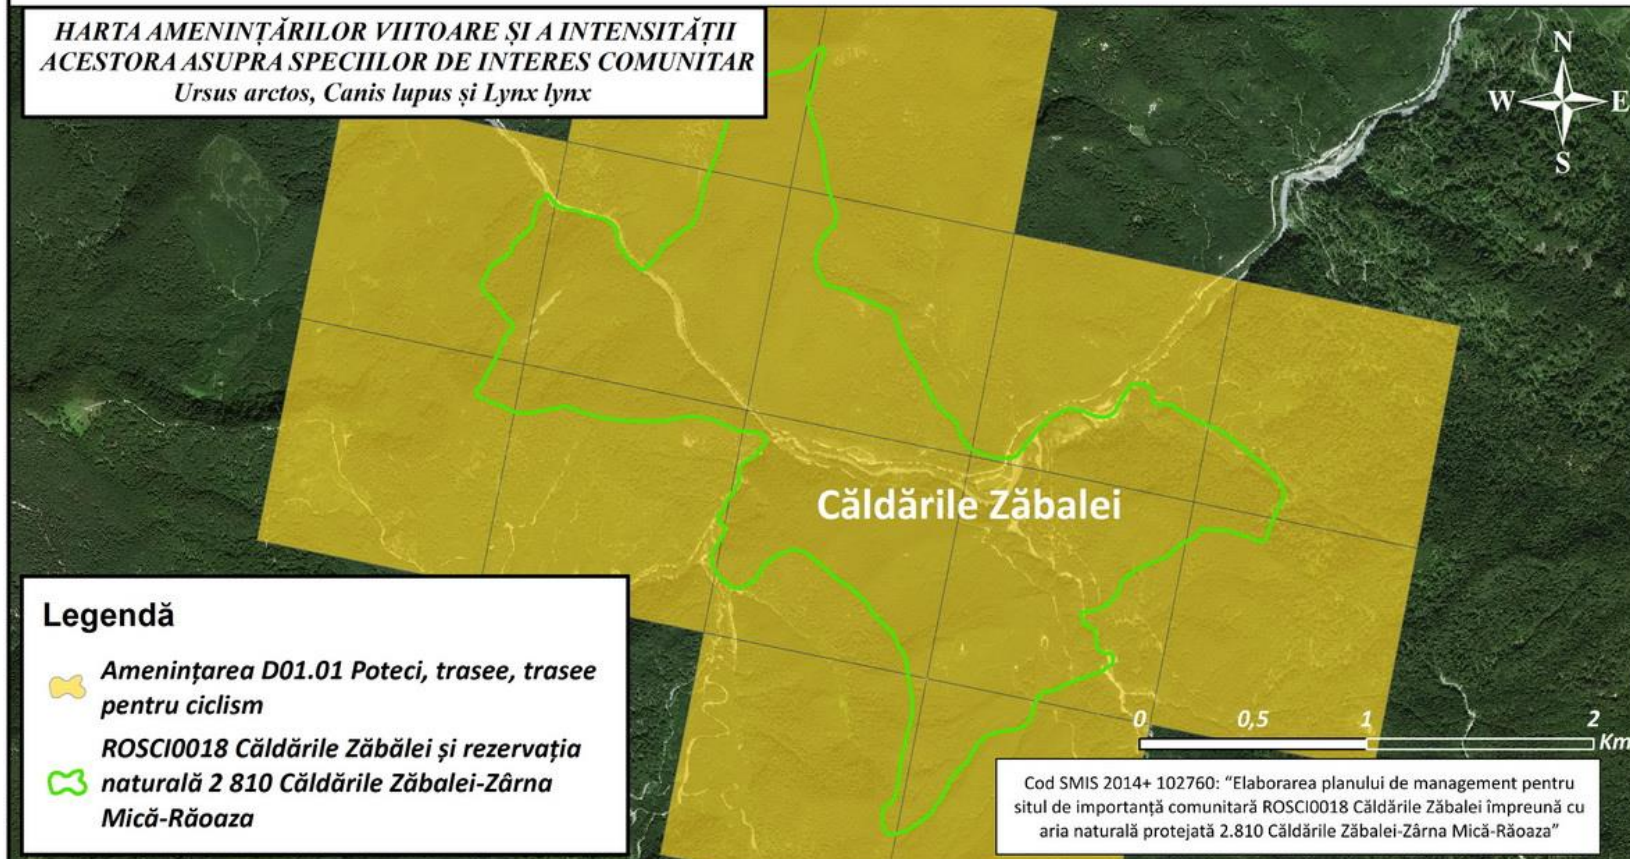 HARTA AMENINȚĂRILOR VIITOARE ȘI A INTENSITĂȚII
ACESTORA ASUPRA SPECIILOR DE INTERES COMUNITAR
Ursus arctos, Canis lupus și Lynx lynx
N
W E
S
Căldările Zăbalei
Legendă
Amenințarea D01.01 Poteci, trasee, trasee
pentru ciclism
ROSCI0018 Căldările Zăbălei și rezervația
naturală 2 810 Căldările Zăbalei-Zârna
Mică-Răoaza
0 0,5 1 2
Km
Cod SMIS 2014+ 102760: “Elaborarea planului de management pentru
situl de importanță comunitară ROSCI0018 Căldările Zăbalei împreună cu
aria naturală protejată 2.810 Căldările Zăbalei-Zârna Mică-Răoaza”